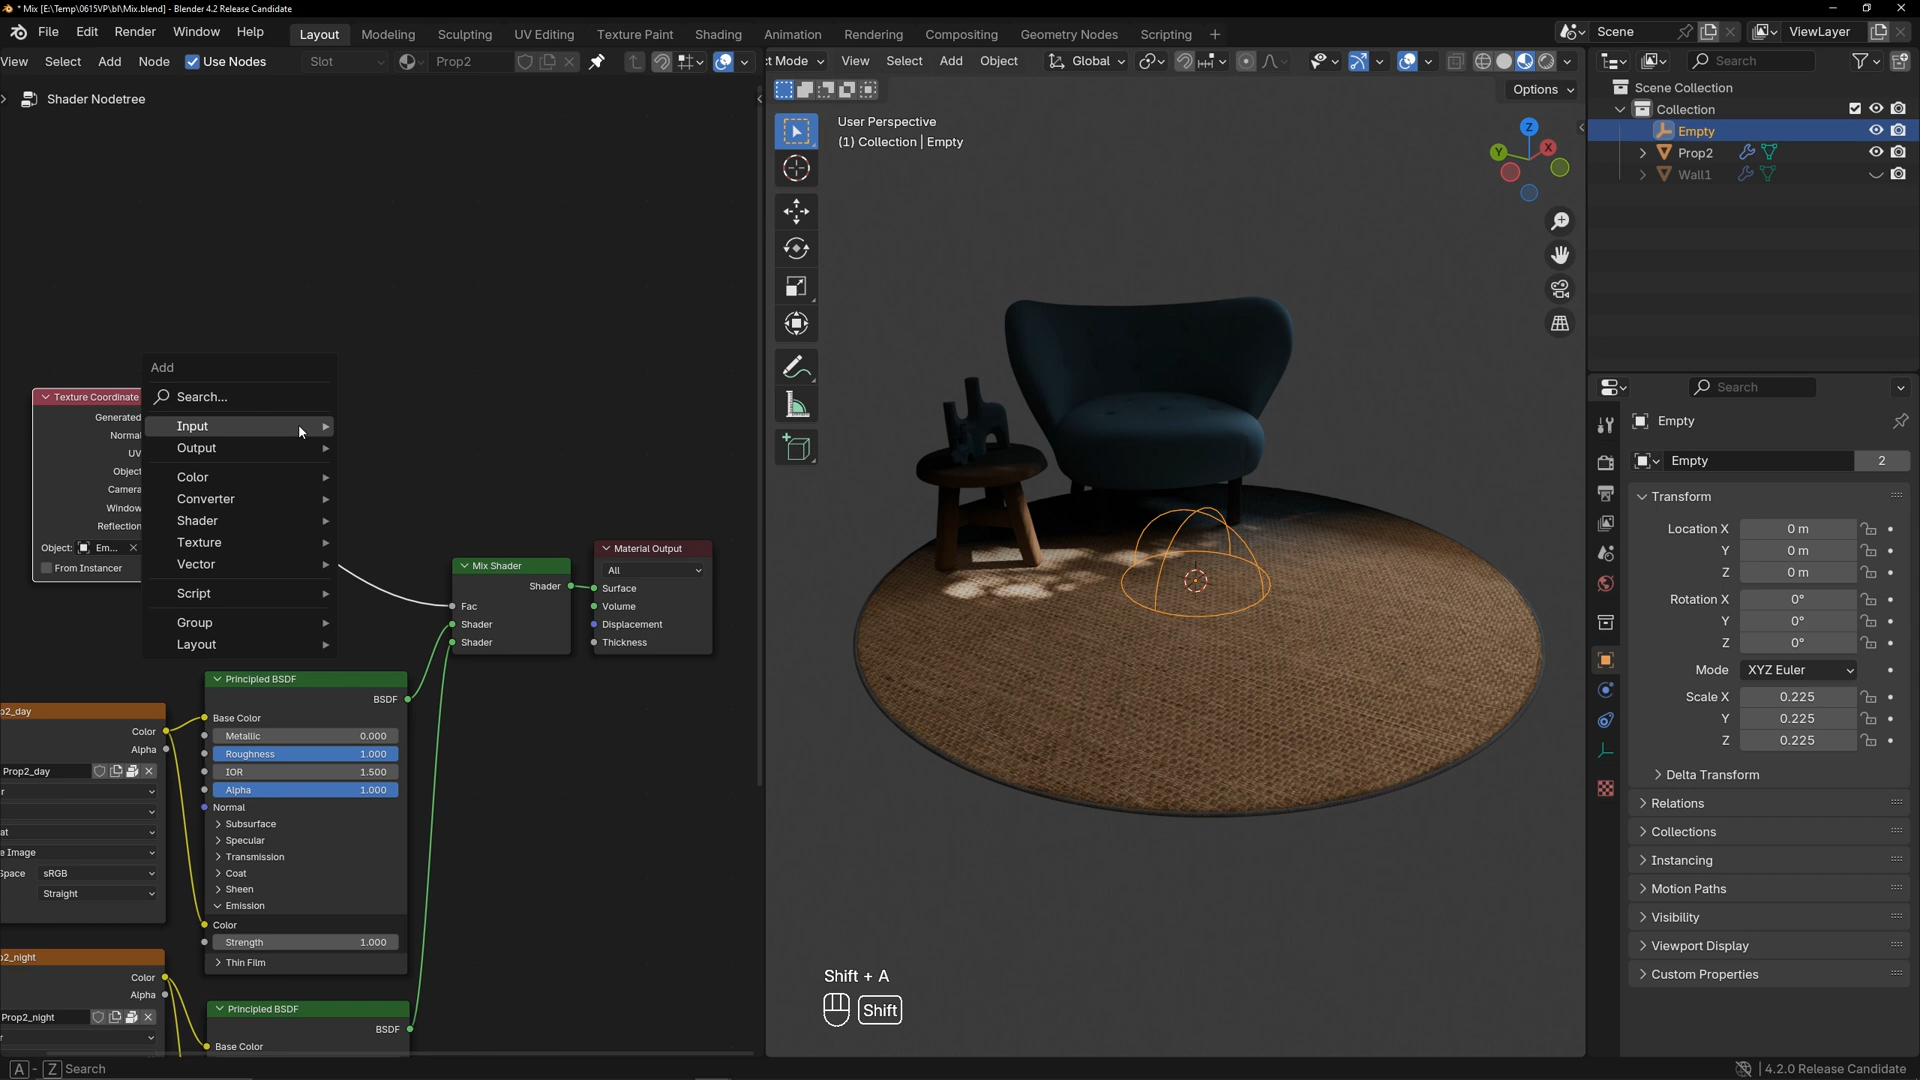 * Mix [E:\Temp\0615VP\bl\Mix.blend] - Blender 4.2 Release Candidate
File Edit Render Window Help Layout Modeling Sculpting UV Editing Texture Paint Shading Animation Rendering Compositing Geometry Nodes Scripting + Scene ViewLayer
View Select Add Node Use Nodes Slot Prop2
t Mode View Select Add Object Global
Search
Shader Nodetree
Options
User Perspective
(1) Collection | Empty
Z
Y
X
Scene Collection
Collection
Empty
Prop2
Wall1
Add
Search...
Input
Output
Color
Converter
Shader
Texture
Vector
Script
Group
Layout
Texture Coordinate
Generated
Normal
UV
Object
Camera
Window
Reflection
Object: Em...
From Instancer
Mix Shader
Shader
Fac
Shader
Shader
Material Output
All
Surface
Volume
Displacement
Thickness
Principled BSDF
BSDF
Base Color
Metallic 0.000
Roughness 1.000
IOR 1.500
Alpha 1.000
Normal
Subsurface
Specular
Transmission
Coat
Sheen
Emission
Color
Strength 1.000
Thin Film
p2_day
Color
Alpha
Prop2_day
r
at
e Image
pace sRGB
Straight
p2_night
Color
Alpha
Prop2_night
Principled BSDF
BSDF
Base Color
Shift + A
Shift
Search
Empty
Empty 2
Transform
Location X 0 m
Y 0 m
Z 0 m
Rotation X 0°
Y 0°
Z 0°
Mode XYZ Euler
Scale X 0.225
Y 0.225
Z 0.225
Delta Transform
Relations
Collections
Instancing
Motion Paths
Visibility
Viewport Display
Custom Properties
A - Z Search
4.2.0 Release Candidate